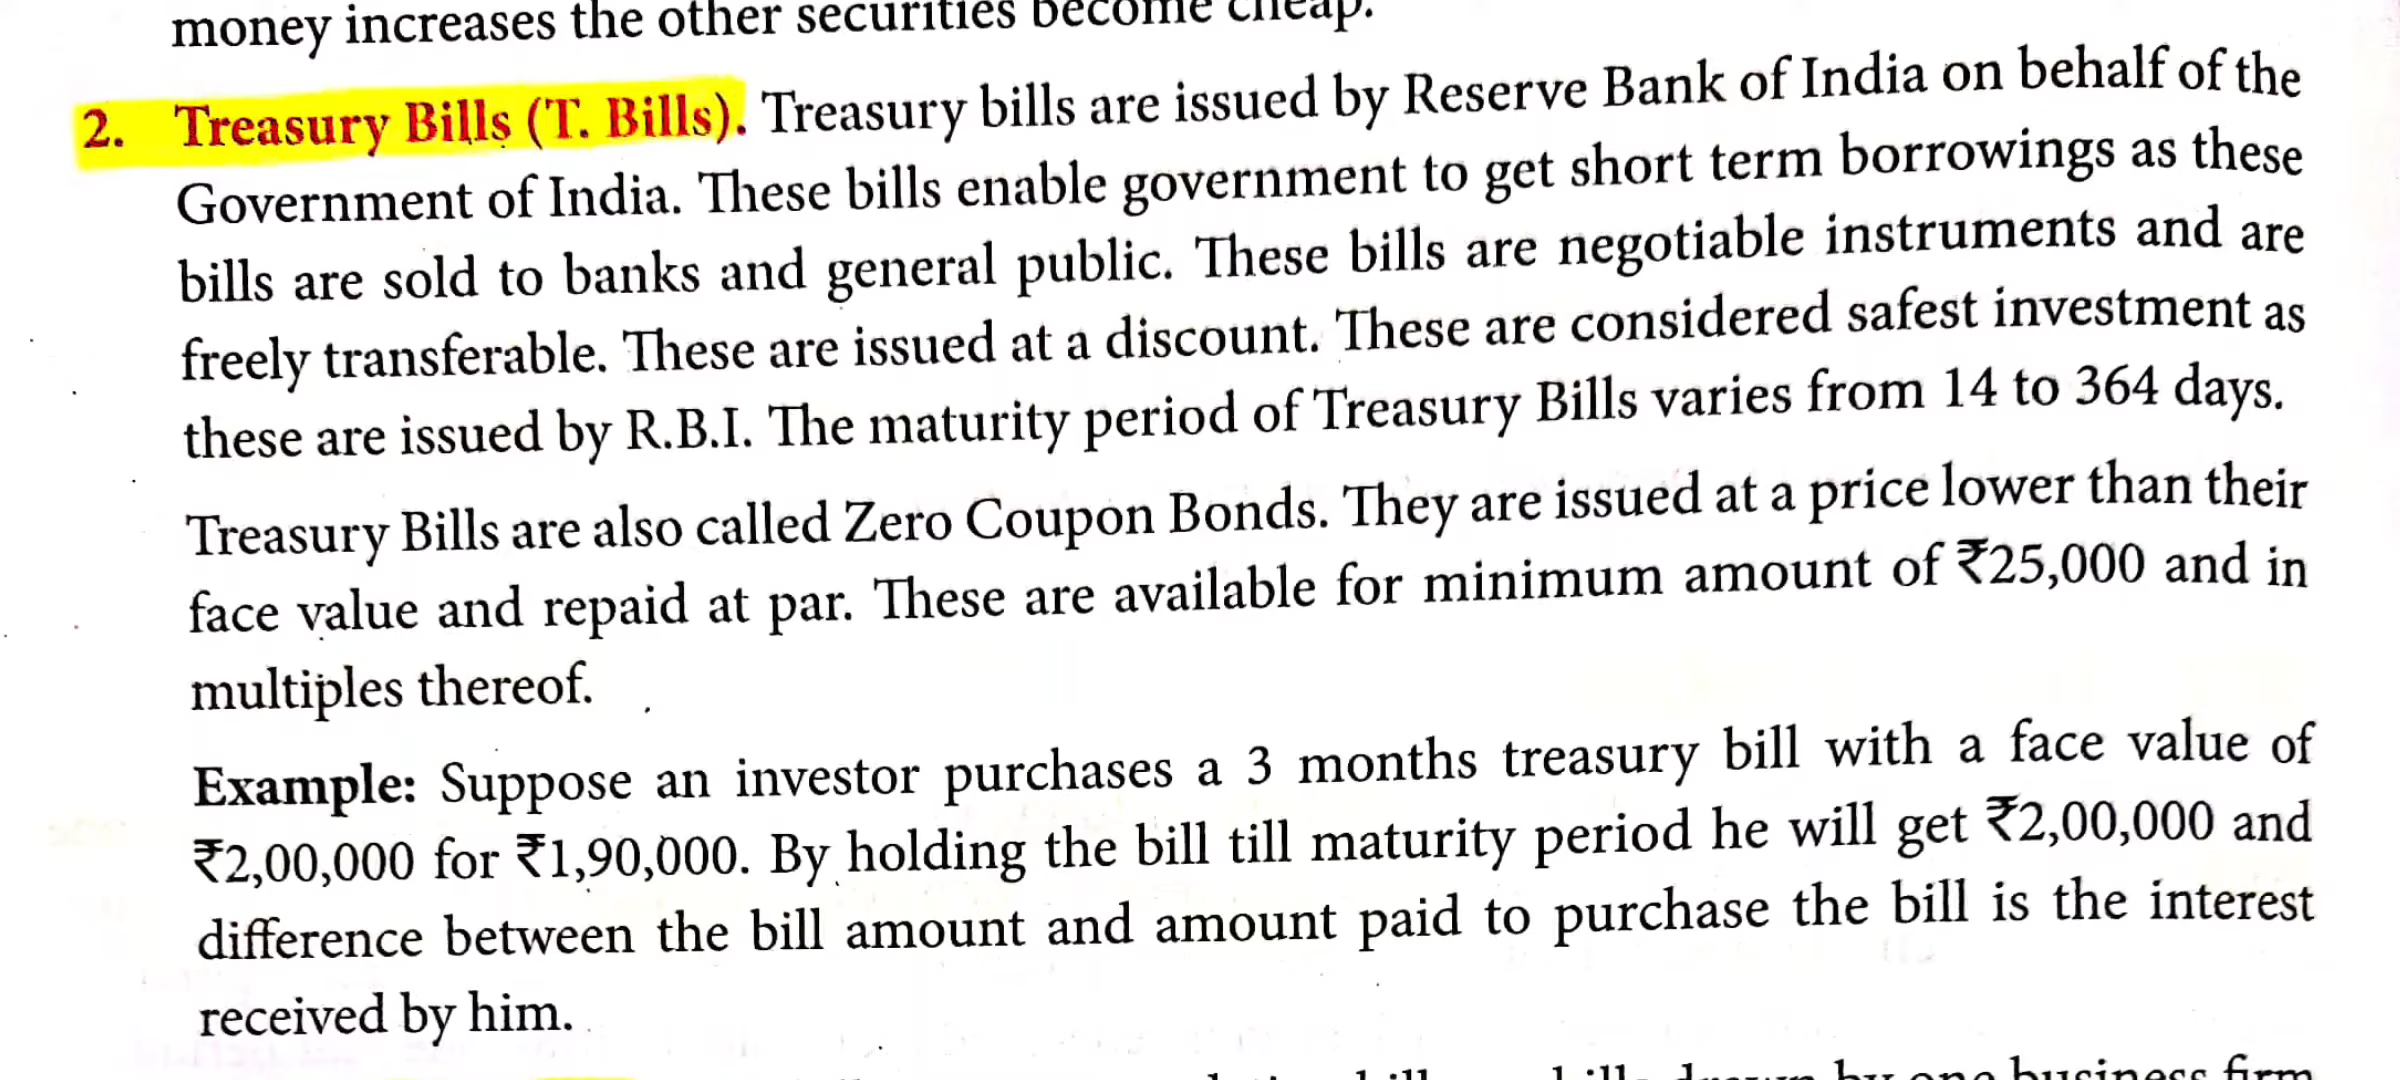 money increases the other securities become cheap.
2. Treasury Bills (T. Bills). Treasury bills are issued by Reserve Bank of India on behalf of the
Government of India. These bills enable government to get short term borrowings as these
bills are sold to banks and general public. These bills are negotiable instruments and are
freely transferable. These are issued at a discount. These are considered safest investment as
these are issued by R.B.I. The maturity period of Treasury Bills varies from 14 to 364 days.
Treasury Bills are also called Zero Coupon Bonds. They are issued at a price lower than their
face value and repaid at par. These are available for minimum amount of ₹25,000 and in
multiples thereof.
Example: Suppose an investor purchases a 3 months treasury bill with a face value of
₹2,00,000 for ₹1,90,000. By holding the bill till maturity period he will get ₹2,00,000 and
difference between the bill amount and amount paid to purchase the bill is the interest
received by him.
drawn by one business firm